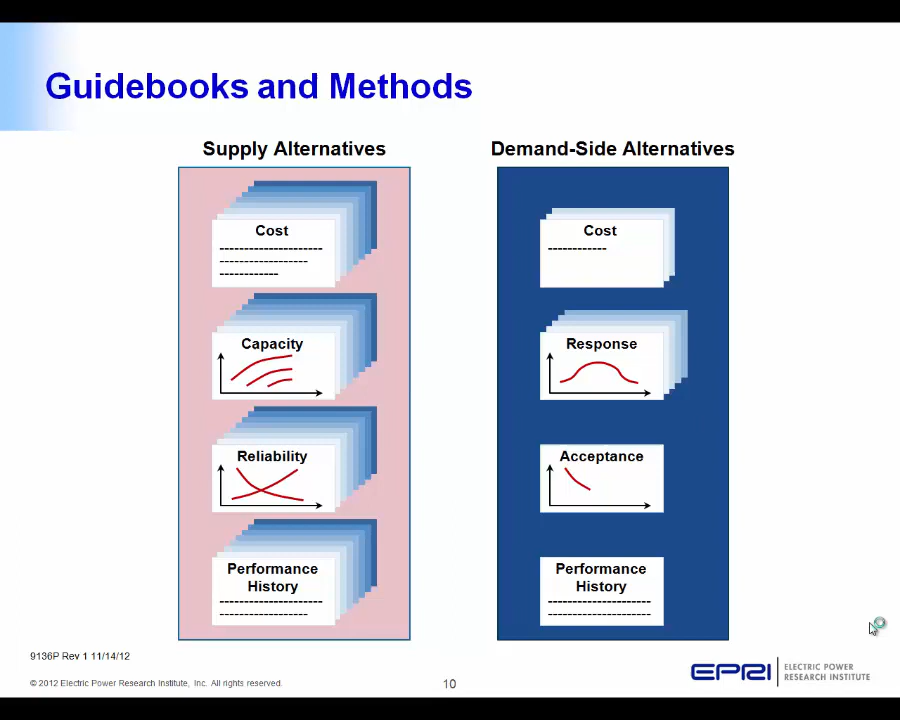 Guidebooks and Methods
Supply Alternatives
Cost
Capacity
Reliability
Performance
History
Demand-Side Alternatives
Cost
Response
Acceptance
Performance
History
9136P Rev 1 11/14/12
© 2012 Electric Power Research Institute, Inc. All rights reserved.
10
EPRI
ELECTRIC POWER
RESEARCH INSTITUTE